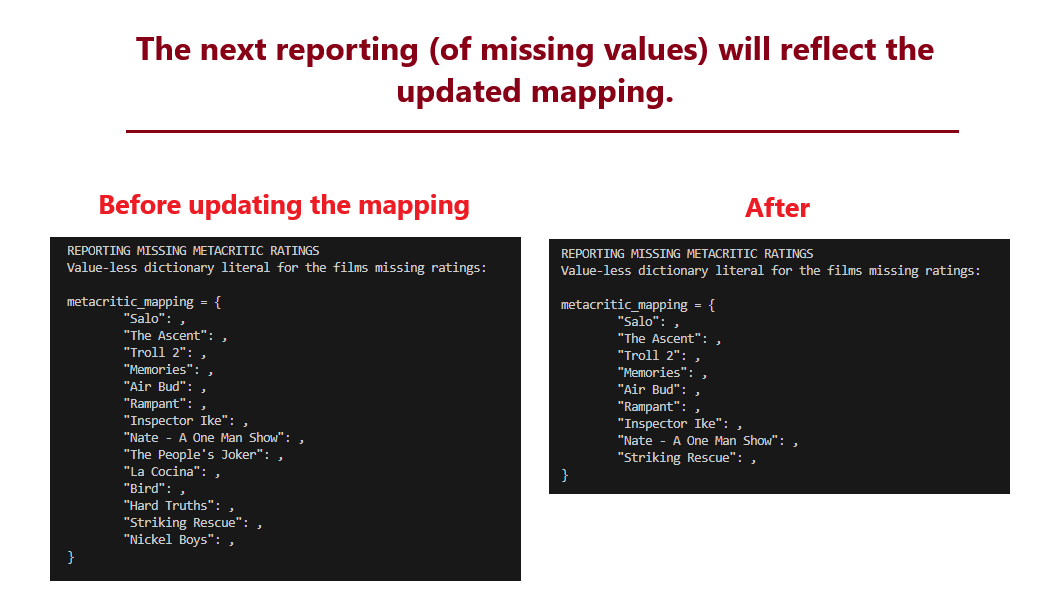 The next reporting (of missing values) will reflect the
updated mapping.
Before updating the mapping
REPORTING MISSING METACRITIC RATINGS
Value-less dictionary literal for the films missing ratings:
metacritic_mapping = {
"Salo": ,
"The Ascent": ,
"Troll 2": ,
"Memories": ,
"Air Bud": ,
"Rampant": ,
"Inspector Ike": ,
"Nate - A One Man Show": ,
"The People's Joker": ,
"La Cocina": ,
"Bird": ,
"Hard Truths": ,
"Striking Rescue": ,
"Nickel Boys": ,
}
After
REPORTING MISSING METACRITIC RATINGS
Value-less dictionary literal for the films missing ratings:
metacritic_mapping = {
"Salo": ,
"The Ascent": ,
"Troll 2": ,
"Memories": ,
"Air Bud": ,
"Rampant": ,
"Inspector Ike": ,
"Nate - A One Man Show": ,
"Striking Rescue": ,
}